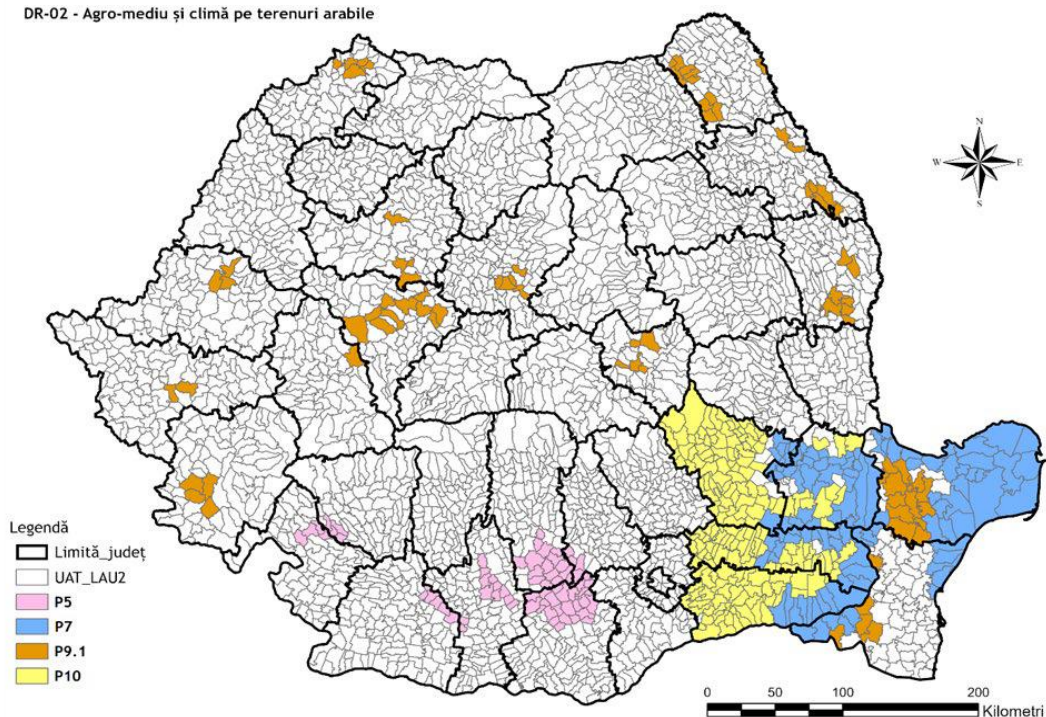 DR-02 - Agro-mediu și climă pe terenuri arabile
N
W
E
S
Legendă
Limită_județ
UAT_LAU2
P5
P7
P9.1
P10
0 50 100 200
Kilometri